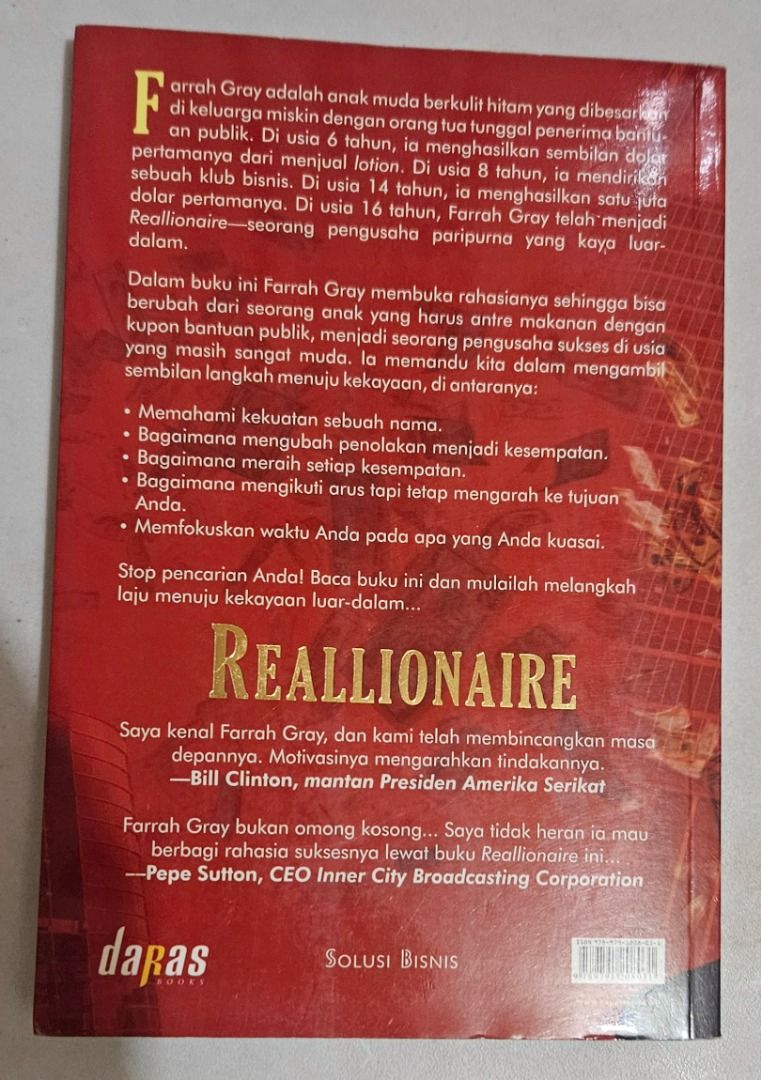 Farrah Gray adalah anak muda berkulit hitam yang dibesarkan
di keluarga miskin dengan orang tua tunggal penerima bantu-
an publik. Di usia 6 tahun, ia menghasilkan sembilan dolar
pertamanya dari menjual lotion. Di usia 8 tahun, ia mendirikan
sebuah klub bisnis. Di usia 14 tahun, ia menghasilkan satu juta
dolar pertamanya. Di usia 16 tahun, Farrah Gray telah menjadi
Reallionaire—seorang pengusaha paripurna yang kaya luar-
dalam.
Dalam buku ini Farrah Gray membuka rahasianya sehingga bisa
berubah dari seorang anak yang harus antre makanan dengan
kupon bantuan publik, menjadi seorang pengusaha sukses di usia
yang masih sangat muda. Ia memandu kita dalam mengambil
sembilan langkah menuju kekayaan, di antaranya:
• Memahami kekuatan sebuah nama.
• Bagaimana mengubah penolakan menjadi kesempatan.
• Bagaimana meraih setiap kesempatan.
• Bagaimana mengikuti arus tapi tetap mengarah ke tujuan
Anda.
• Memfokuskan waktu Anda pada apa yang Anda kuasai.
Stop pencarian Anda! Baca buku ini dan mulailah melangkah
laju menuju kekayaan luar-dalam...
REALLIONAIRE
Saya kenal Farrah Gray, dan kami telah membincangkan masa
depannya. Motivasinya mengarahkan tindakannya.
—Bill Clinton, mantan Presiden Amerika Serikat
Farrah Gray bukan omong kosong... Saya tidak heran ia mau
berbagi rahasia suksesnya lewat buku Reallionaire ini...
—Pepe Sutton, CEO Inner City Broadcasting Corporation
daras
BOOKS
SOLUSI BISNIS
ISBN